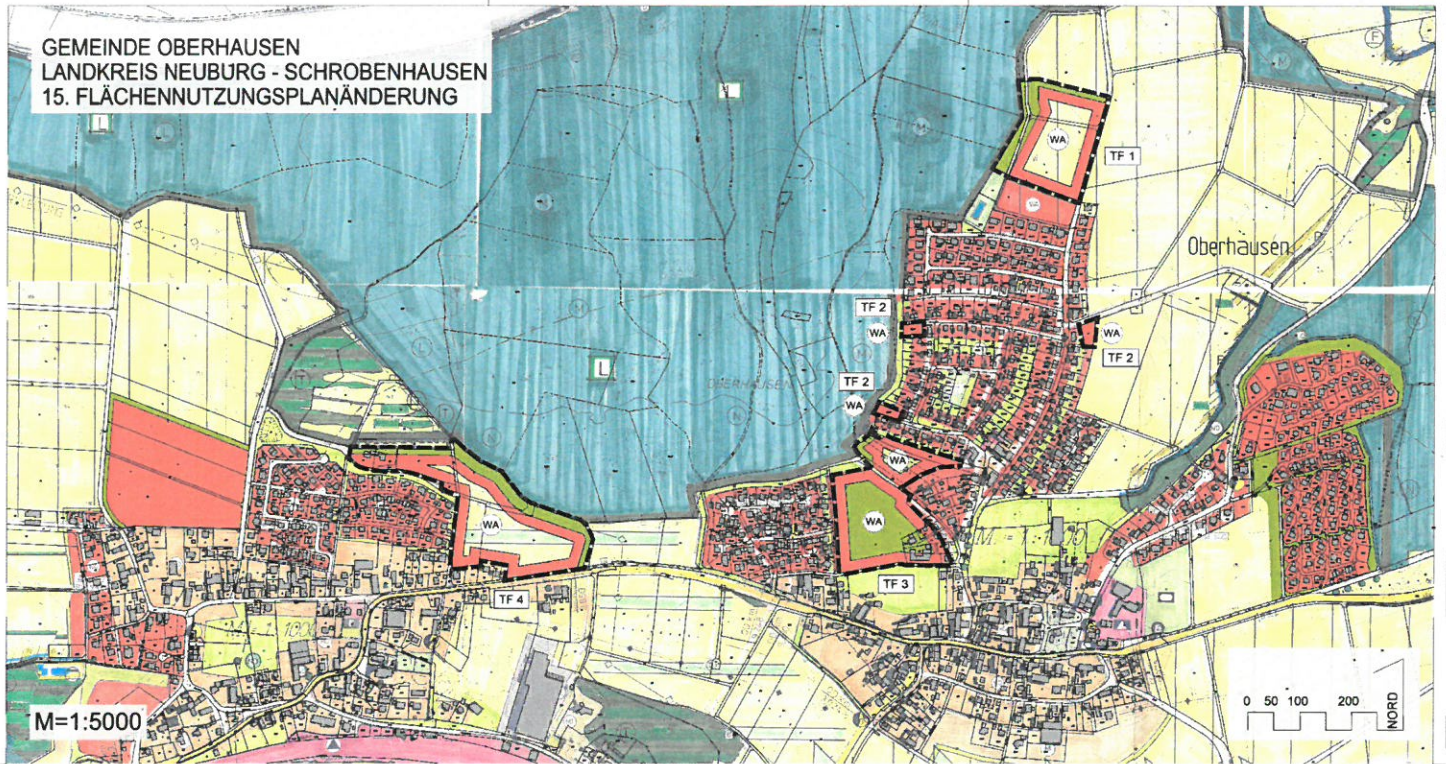 GEMEINDE OBERHAUSEN
LANDKREIS NEUBURG - SCHROBENHAUSEN
15. FLÄCHENNUTZUNGSPLANÄNDERUNG
WA
TF 1
Oberhausen
TF 2
WA
WA
TF 2
TF 2
WA
L
OBERHAUSEN
WA
WA
WA
TF 3
TF 4
M=1:5000
0 50 100 200
NORD